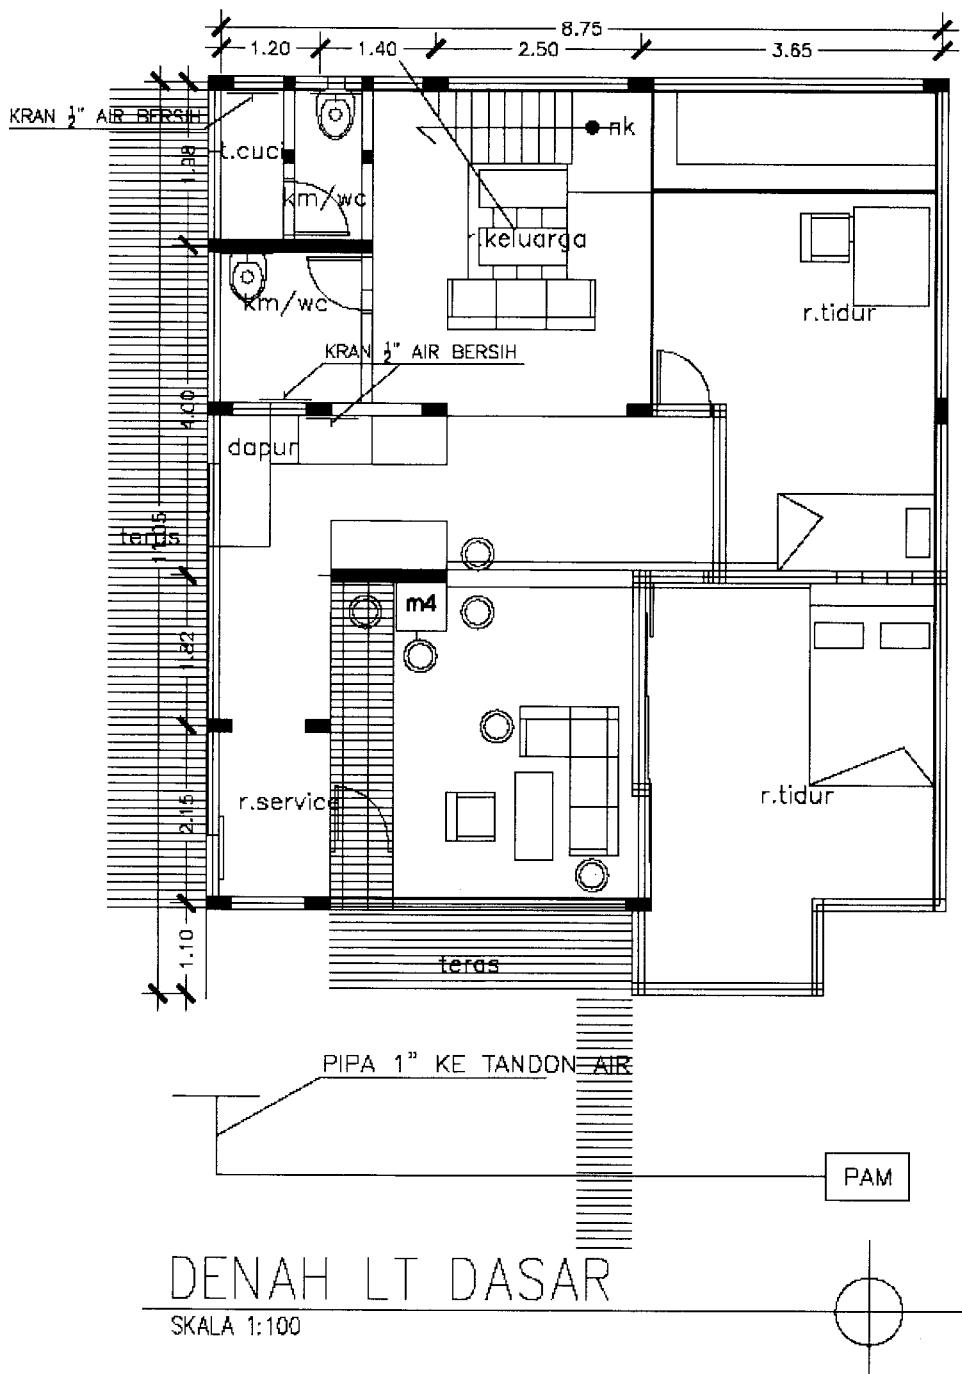 8.75
1.20 1.40 2.50 3.65
KRAN ½" AIR BERSIH
nk
t.cuci
1.98
km/wc
r.keluarga
km/wc
r.tidur
KRAN ½" AIR BERSIH
4.00
dapur
teras
11.05
m4
1.82
r.service
r.tidur
2.15
1.10
teras
PIPA 1" KE TANDON AIR
PAM
DENAH LT DASAR
SKALA 1:100